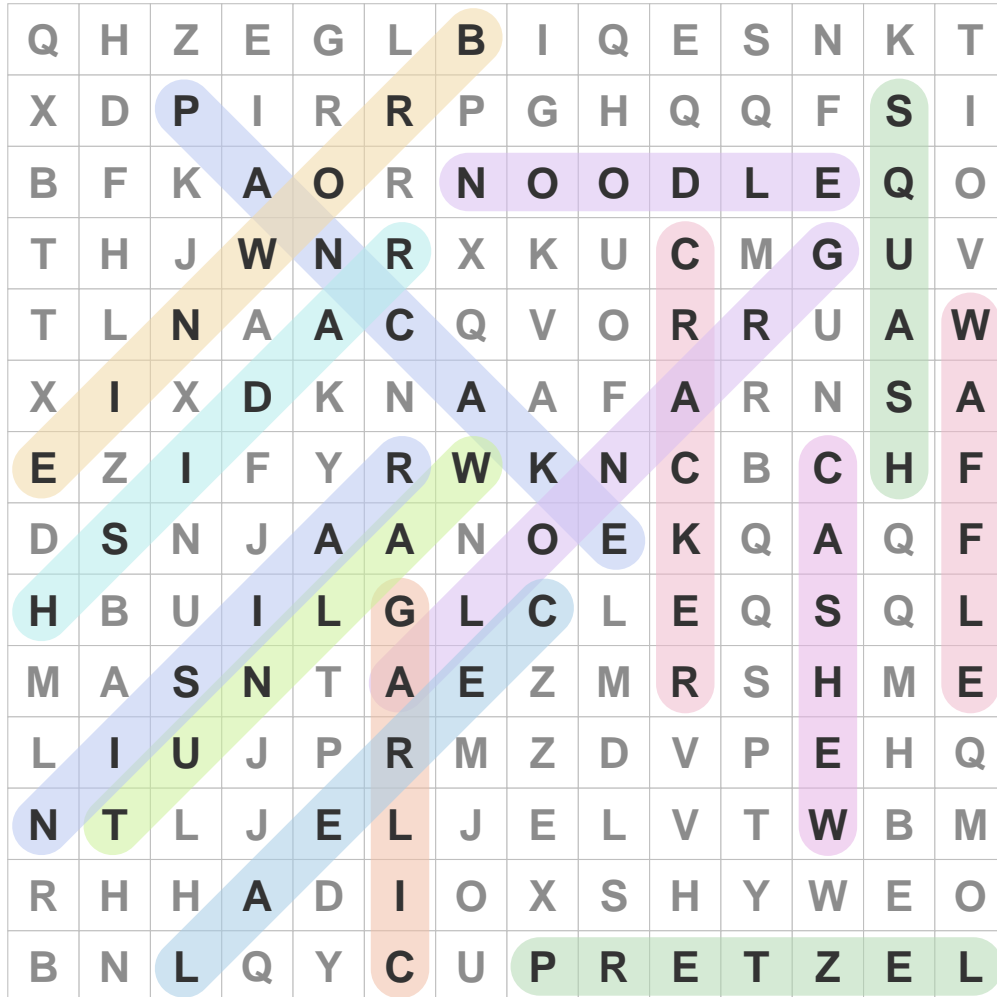 Q H Z E G L B I Q E S N K T
X D P I R R P G H Q Q F S I
B F K A O R N O O D L E Q O
T H J W N R X K U C M G U V
T L N A A C Q V O R R U A W
X I X D K N A A F A R N S A
E Z I F Y R W K N C B C H F
D S N J A A N O E K Q A Q F
H B U I L G L C L E Q S Q L
M A S N T A E Z M R S H M E
L I U J P R M Z D V P E H Q
N T L J E L J E L V T W B M
R H H A D I O X S H Y W E O
B N L Q Y C U P R E T Z E L